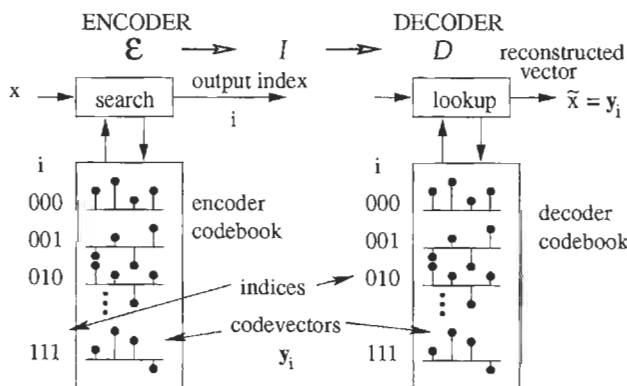 ENCODER
DECODER
ε
I
D
reconstructed
vector
x
search
output index
i
lookup
x̃ = yᵢ
i
000
001
010
111
encoder
codebook
i
000
001
010
111
decoder
codebook
indices
codevectors
yᵢ